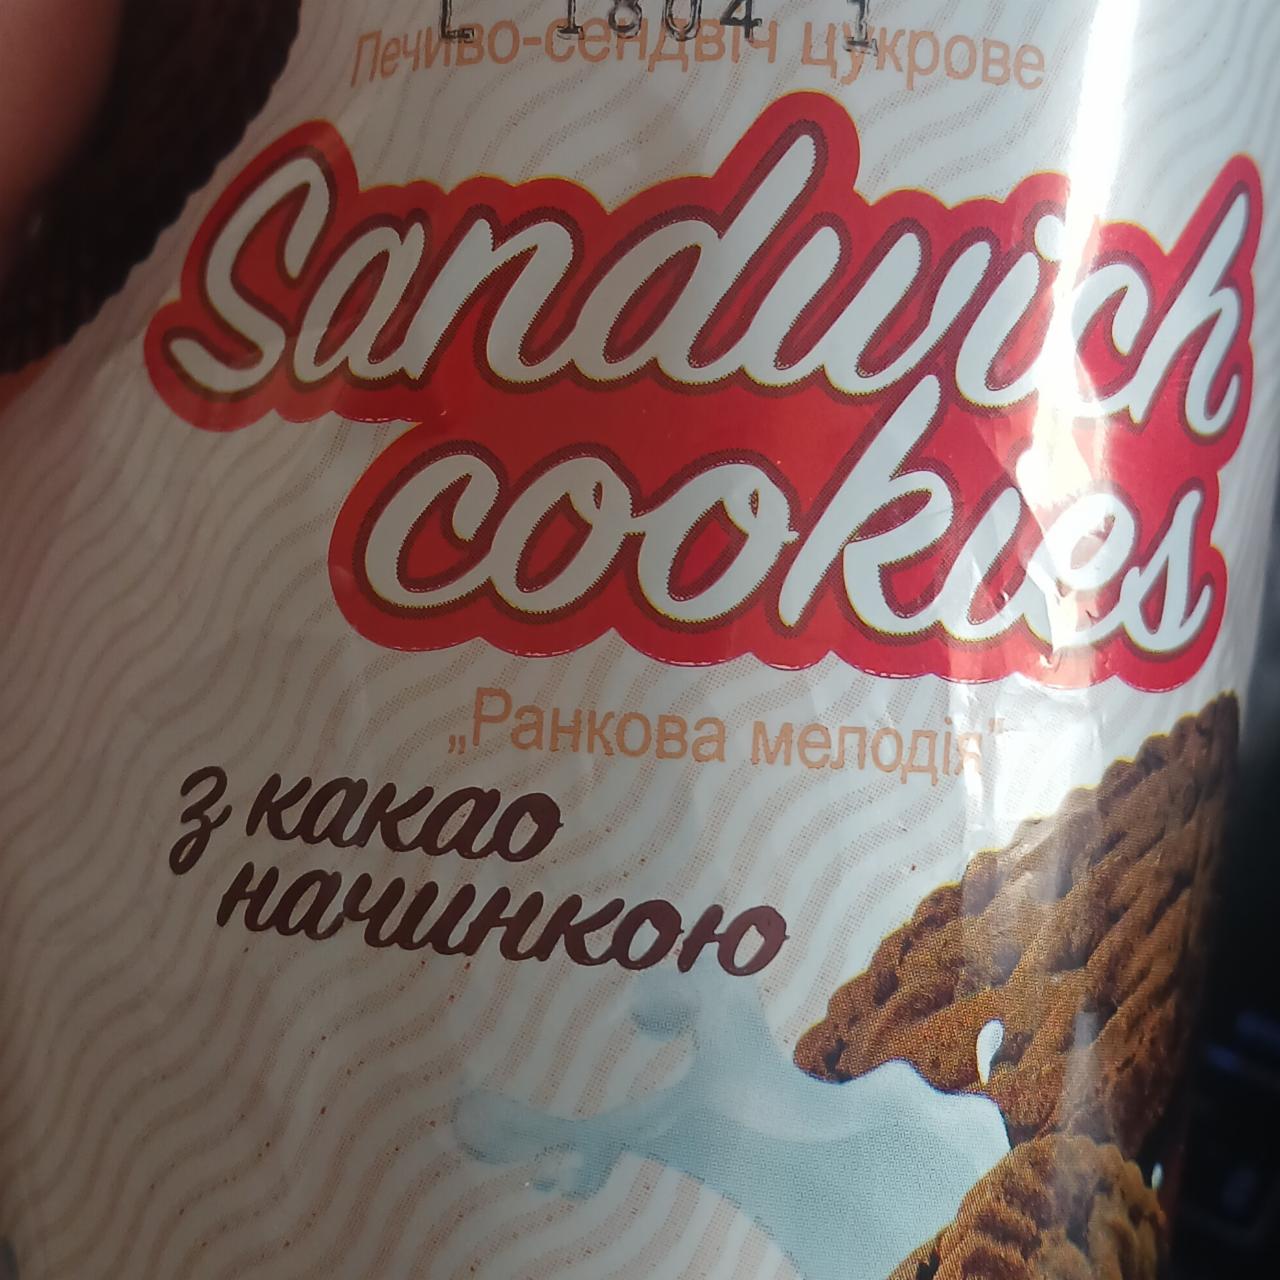 L 1804 1
Печиво-сендвіч цукрове
Sandwich
cookies
„Ранкова мелодія"
з какао
начинкою